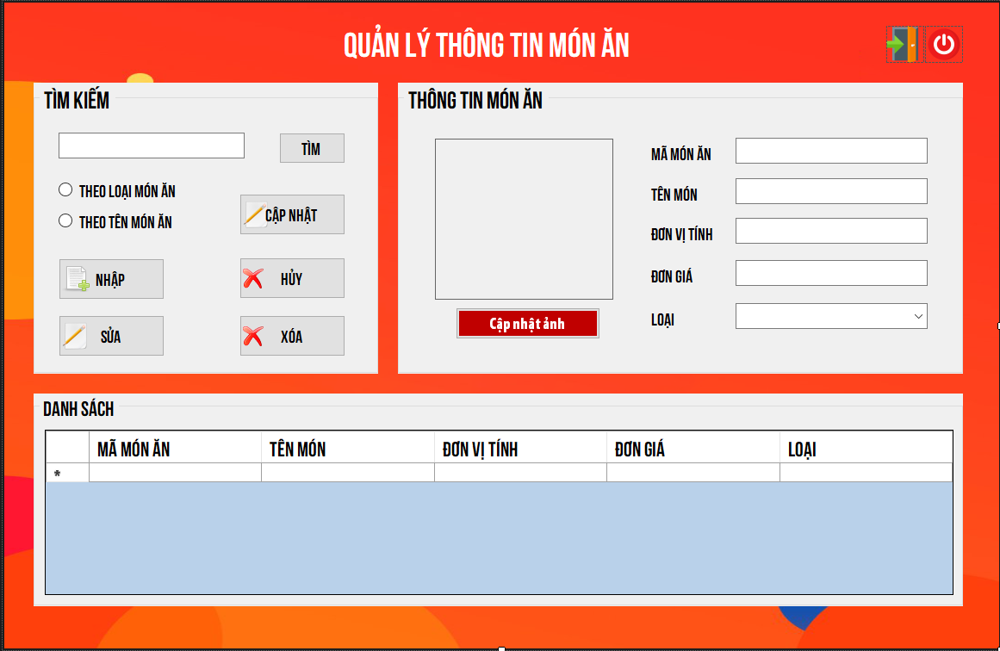 QUẢN LÝ THÔNG TIN MÓN ĂN
TÌM KIẾM
TÌM
THEO LOẠI MÓN ĂN
THEO TÊN MÓN ĂN
CẬP NHẬT
NHẬP
HỦY
SỬA
XÓA
THÔNG TIN MÓN ĂN
Cập nhật ảnh
MÃ MÓN ĂN
TÊN MÓN
ĐƠN VỊ TÍNH
ĐƠN GIÁ
LOẠI
DANH SÁCH
MÃ MÓN ĂN TÊN MÓN ĐƠN VỊ TÍNH ĐƠN GIÁ LOẠI
*